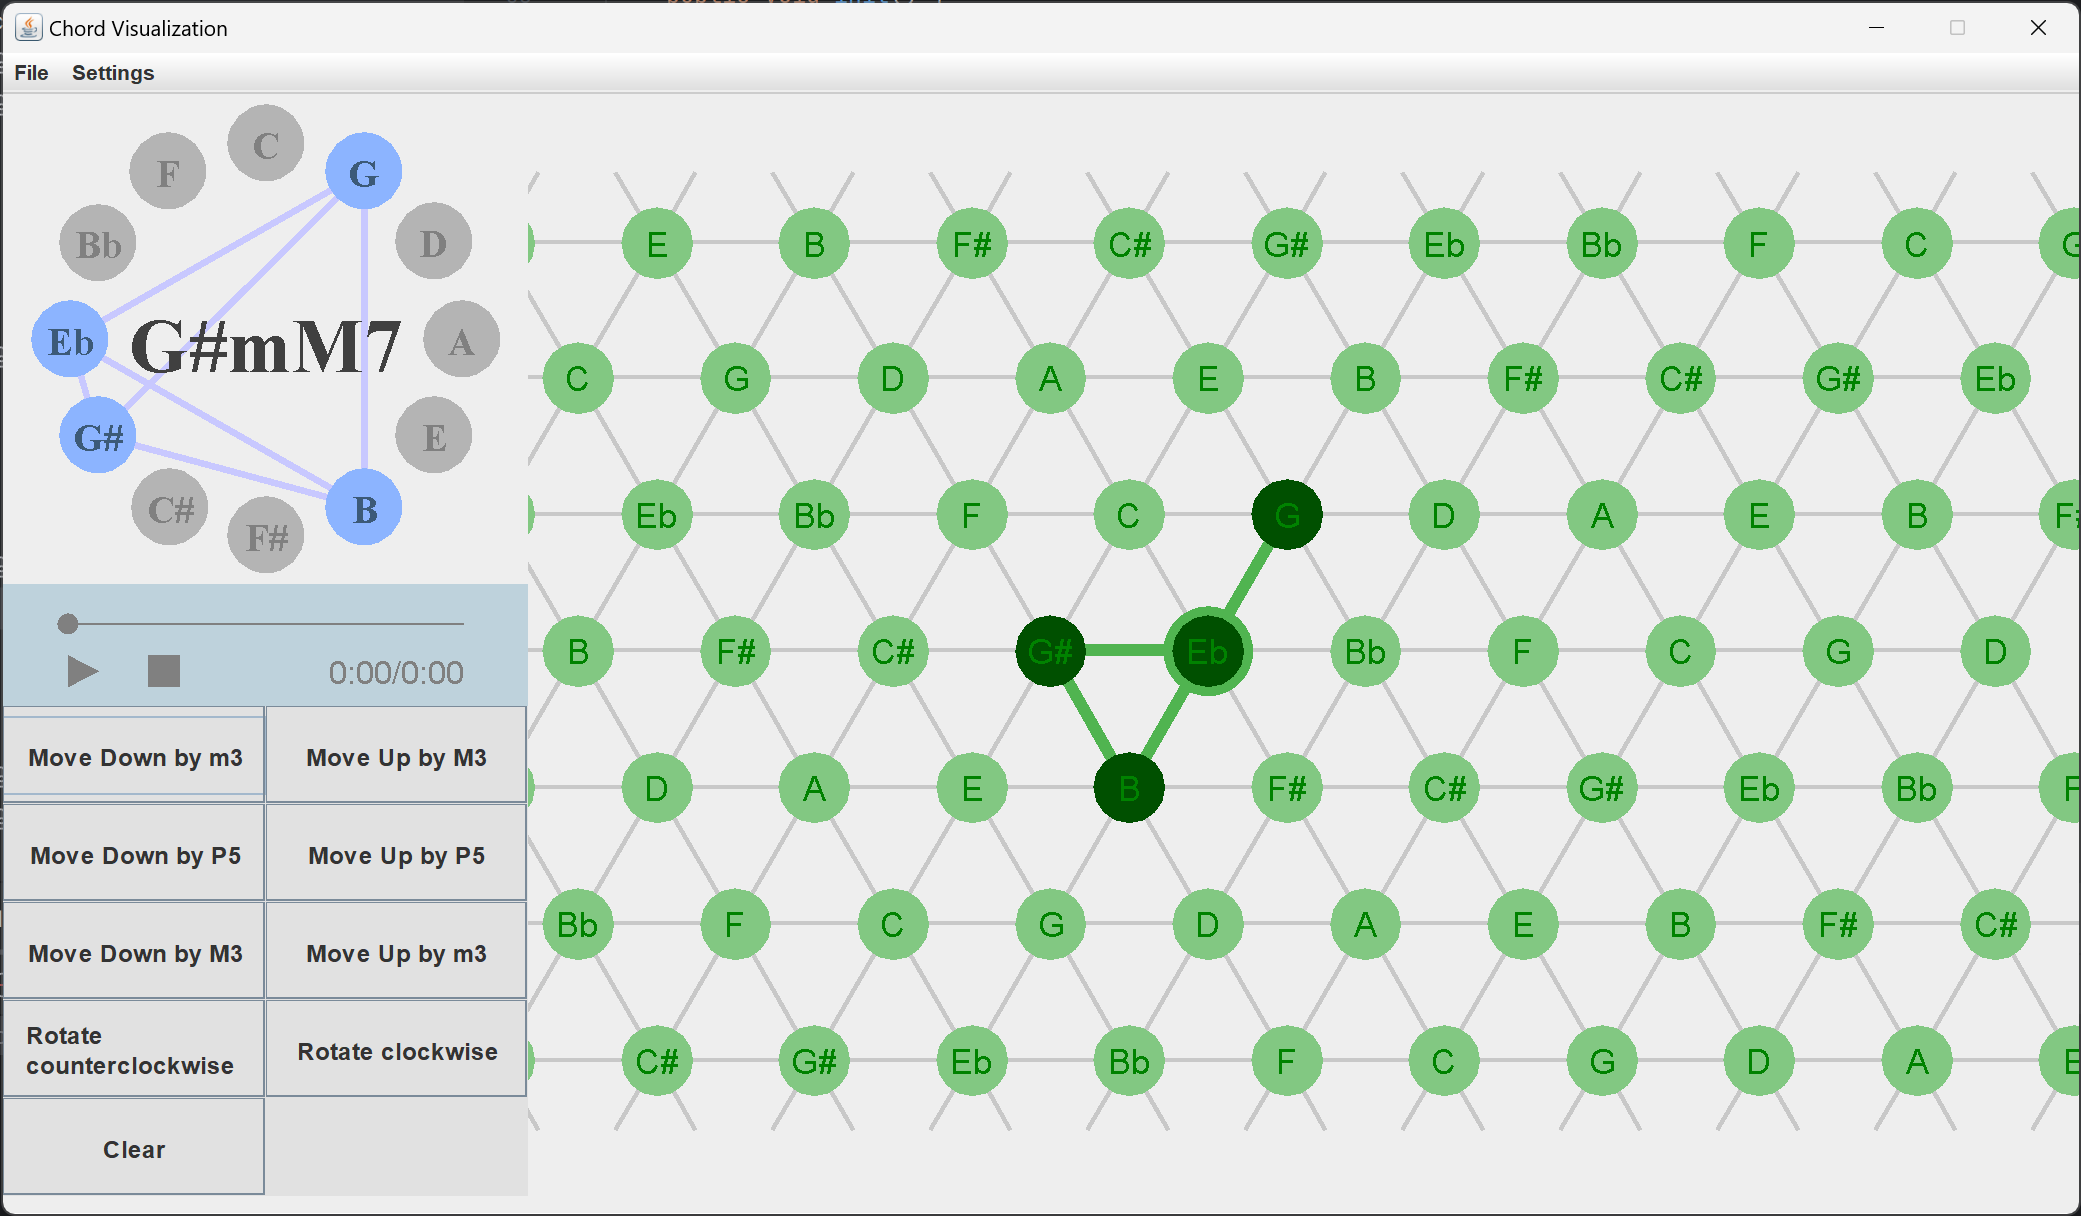 Chord Visualization
File Settings
C
F G
Bb D
Eb G#mM7 A
G# E
C# B
F#
0:00/0:00
Move Down by m3 Move Up by M3
Move Down by P5 Move Up by P5
Move Down by M3 Move Up by m3
Rotate
counterclockwise
Rotate clockwise
Clear
E B F# C# G# Eb Bb F C
C G D A E B F# C# G# Eb
Eb Bb F C G D A E B F#
B F# C# G# Eb Bb F C G D
D A E B F# C# G# Eb Bb
Bb F C G D A E B F# C#
C# G# Eb Bb F C G D A